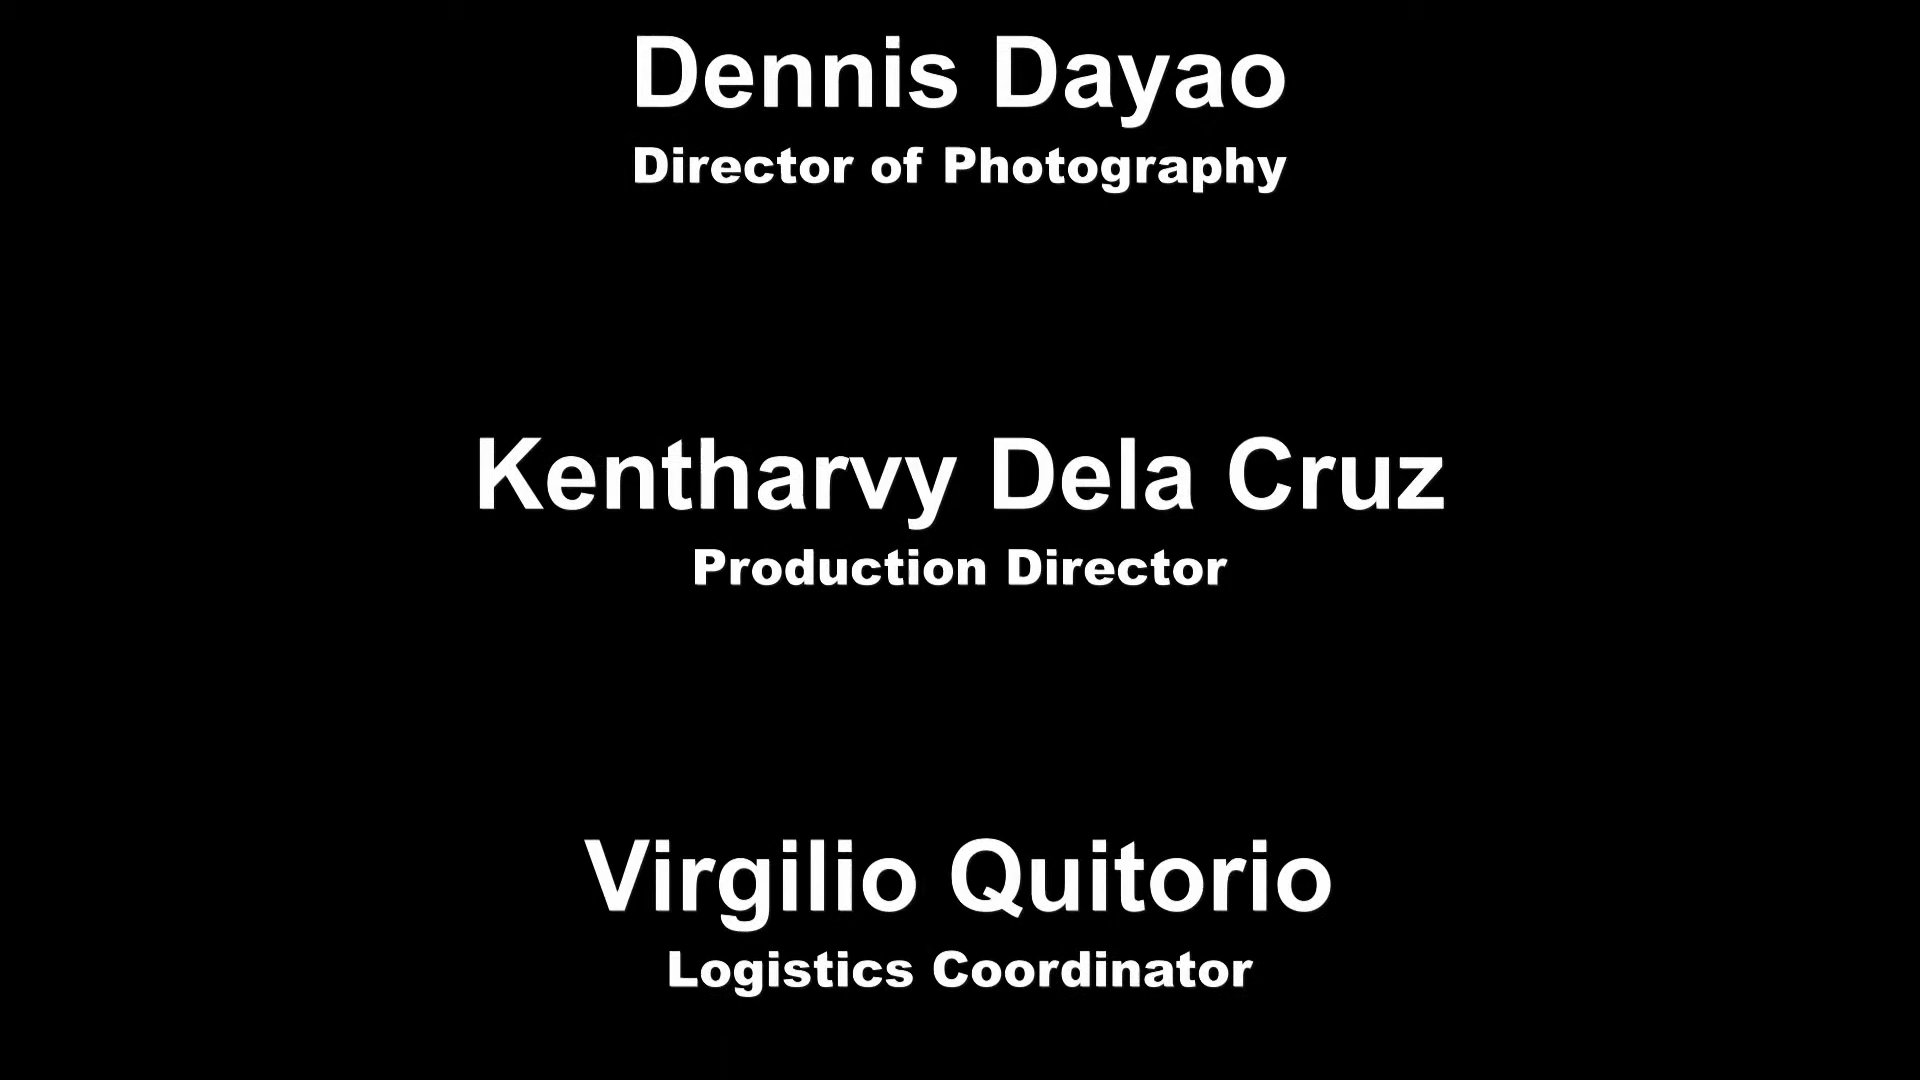 Dennis Dayao
Director of Photography
Kentharvy Dela Cruz
Production Director
Virgilio Quitorio
Logistics Coordinator